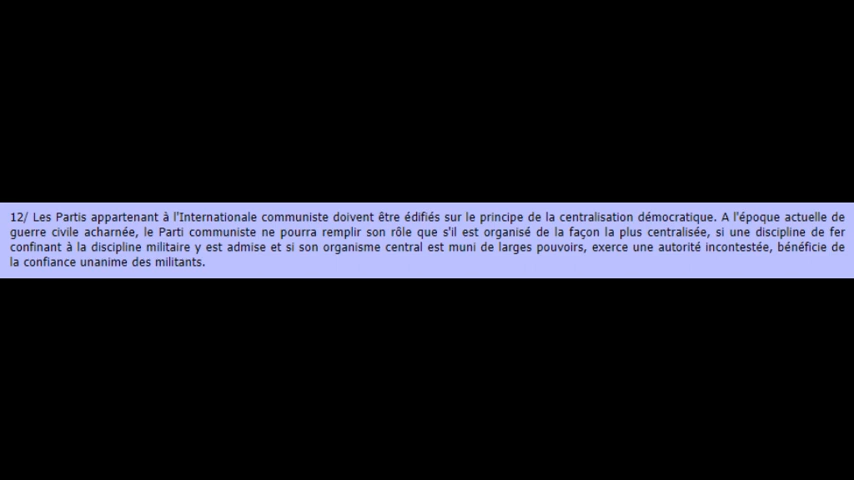 12/ Les Partis appartenant à l'Internationale communiste doivent être édifiés sur le principe de la centralisation démocratique. A l'époque actuelle de
guerre civile acharnée, le Parti communiste ne pourra remplir son rôle que s'il est organisé de la façon la plus centralisée, si une discipline de fer
confinant à la discipline militaire y est admise et si son organisme central est muni de larges pouvoirs, exerce une autorité incontestée, bénéficie de
la confiance unanime des militants.